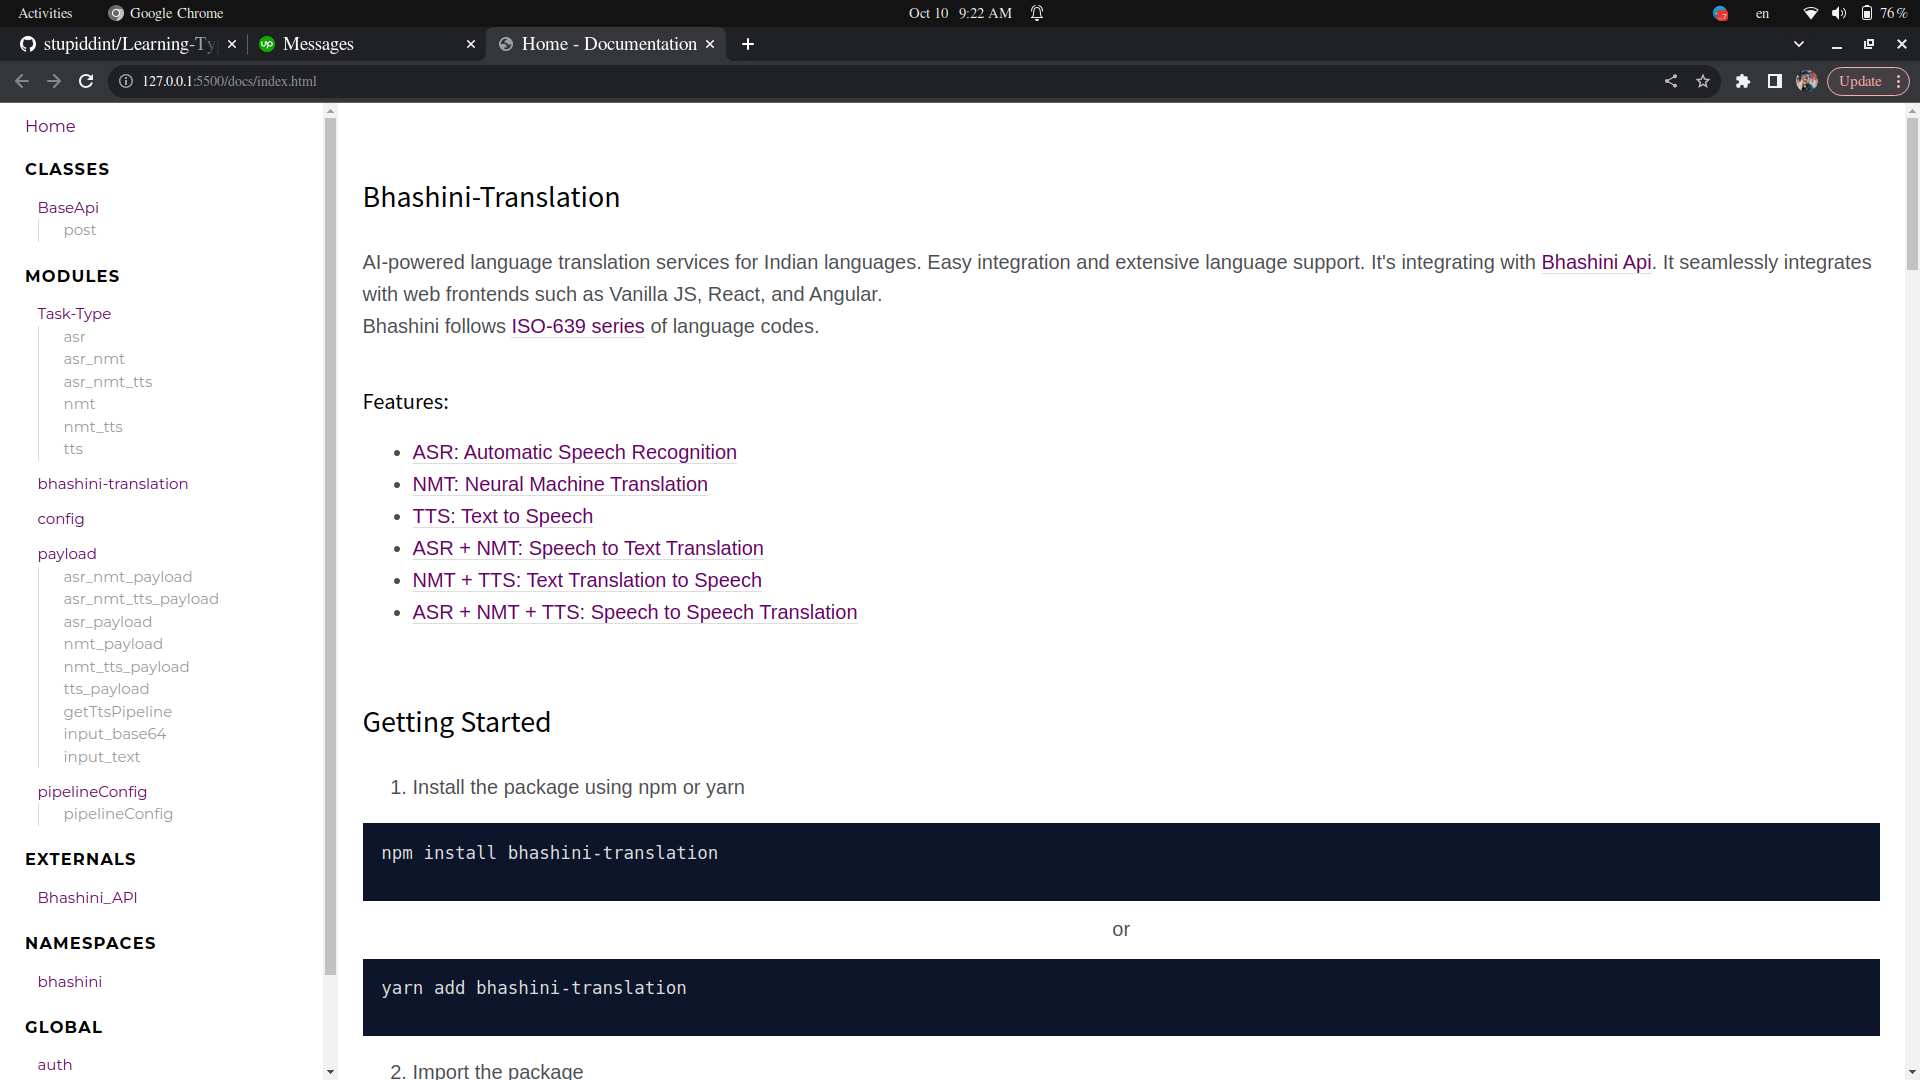 Activities
Google Chrome
Oct 10 9:22 AM
en
76%
stupiddint/Learning-Ty
Messages
Home - Documentation
127.0.0.1:5500/docs/index.html
Update
Home
CLASSES
BaseApi
post
MODULES
Task-Type
asr
asr_nmt
asr_nmt_tts
nmt
nmt_tts
tts
bhashini-translation
config
payload
asr_nmt_payload
asr_nmt_tts_payload
asr_payload
nmt_payload
nmt_tts_payload
tts_payload
getTtsPipeline
input_base64
input_text
pipelineConfig
pipelineConfig
EXTERNALS
Bhashini_API
NAMESPACES
bhashini
GLOBAL
auth
Bhashini-Translation
AI-powered language translation services for Indian languages. Easy integration and extensive language support. It's integrating with Bhashini Api. It seamlessly integrates
with web frontends such as Vanilla JS, React, and Angular.
Bhashini follows ISO-639 series of language codes.
Features:
• ASR: Automatic Speech Recognition
• NMT: Neural Machine Translation
• TTS: Text to Speech
• ASR + NMT: Speech to Text Translation
• NMT + TTS: Text Translation to Speech
• ASR + NMT + TTS: Speech to Speech Translation
Getting Started
1. Install the package using npm or yarn
npm install bhashini-translation
or
yarn add bhashini-translation
2. Import the package